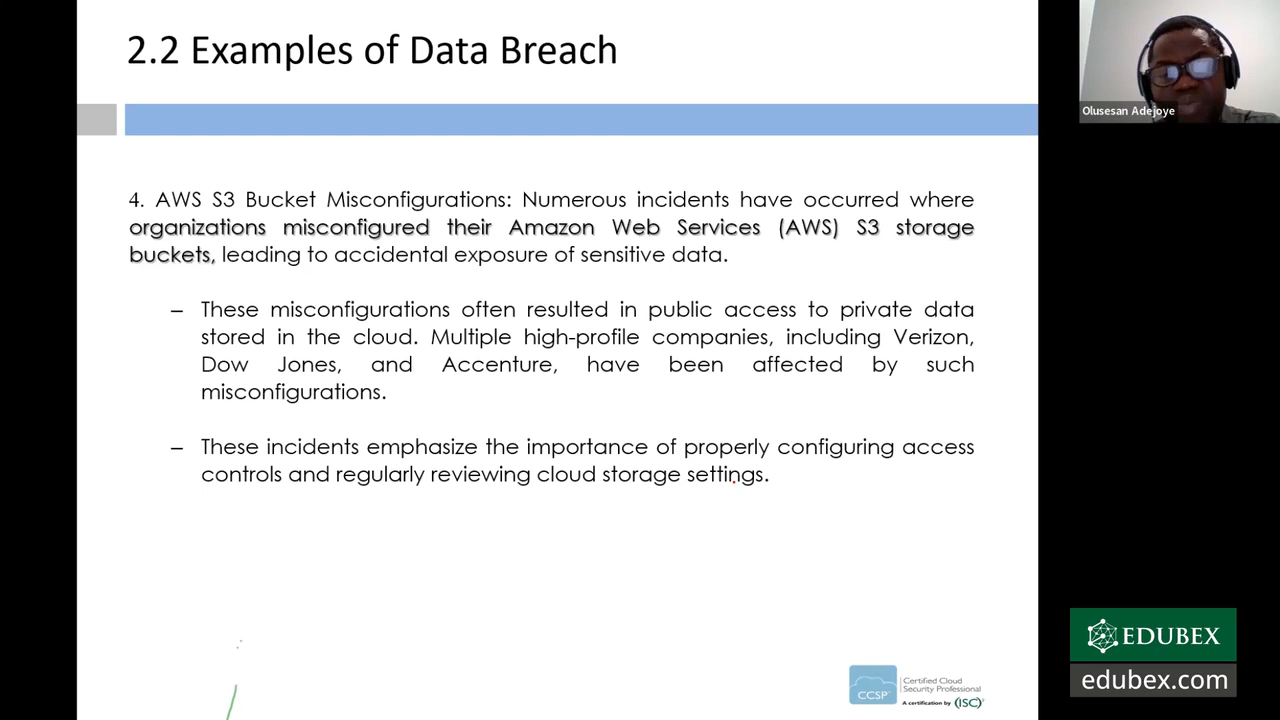 2.2 Examples of Data Breach
Olusesan Adejoye
4. AWS S3 Bucket Misconfigurations: Numerous incidents have occurred where
organizations misconfigured their Amazon Web Services (AWS) S3 storage
buckets, leading to accidental exposure of sensitive data.
– These misconfigurations often resulted in public access to private data
stored in the cloud. Multiple high-profile companies, including Verizon,
Dow Jones, and Accenture, have been affected by such
misconfigurations.
– These incidents emphasize the importance of properly configuring access
controls and regularly reviewing cloud storage settings.
CCSP
Certified Cloud
Security Professional
A certification by (ISC)²
EDUBEX
edubex.com